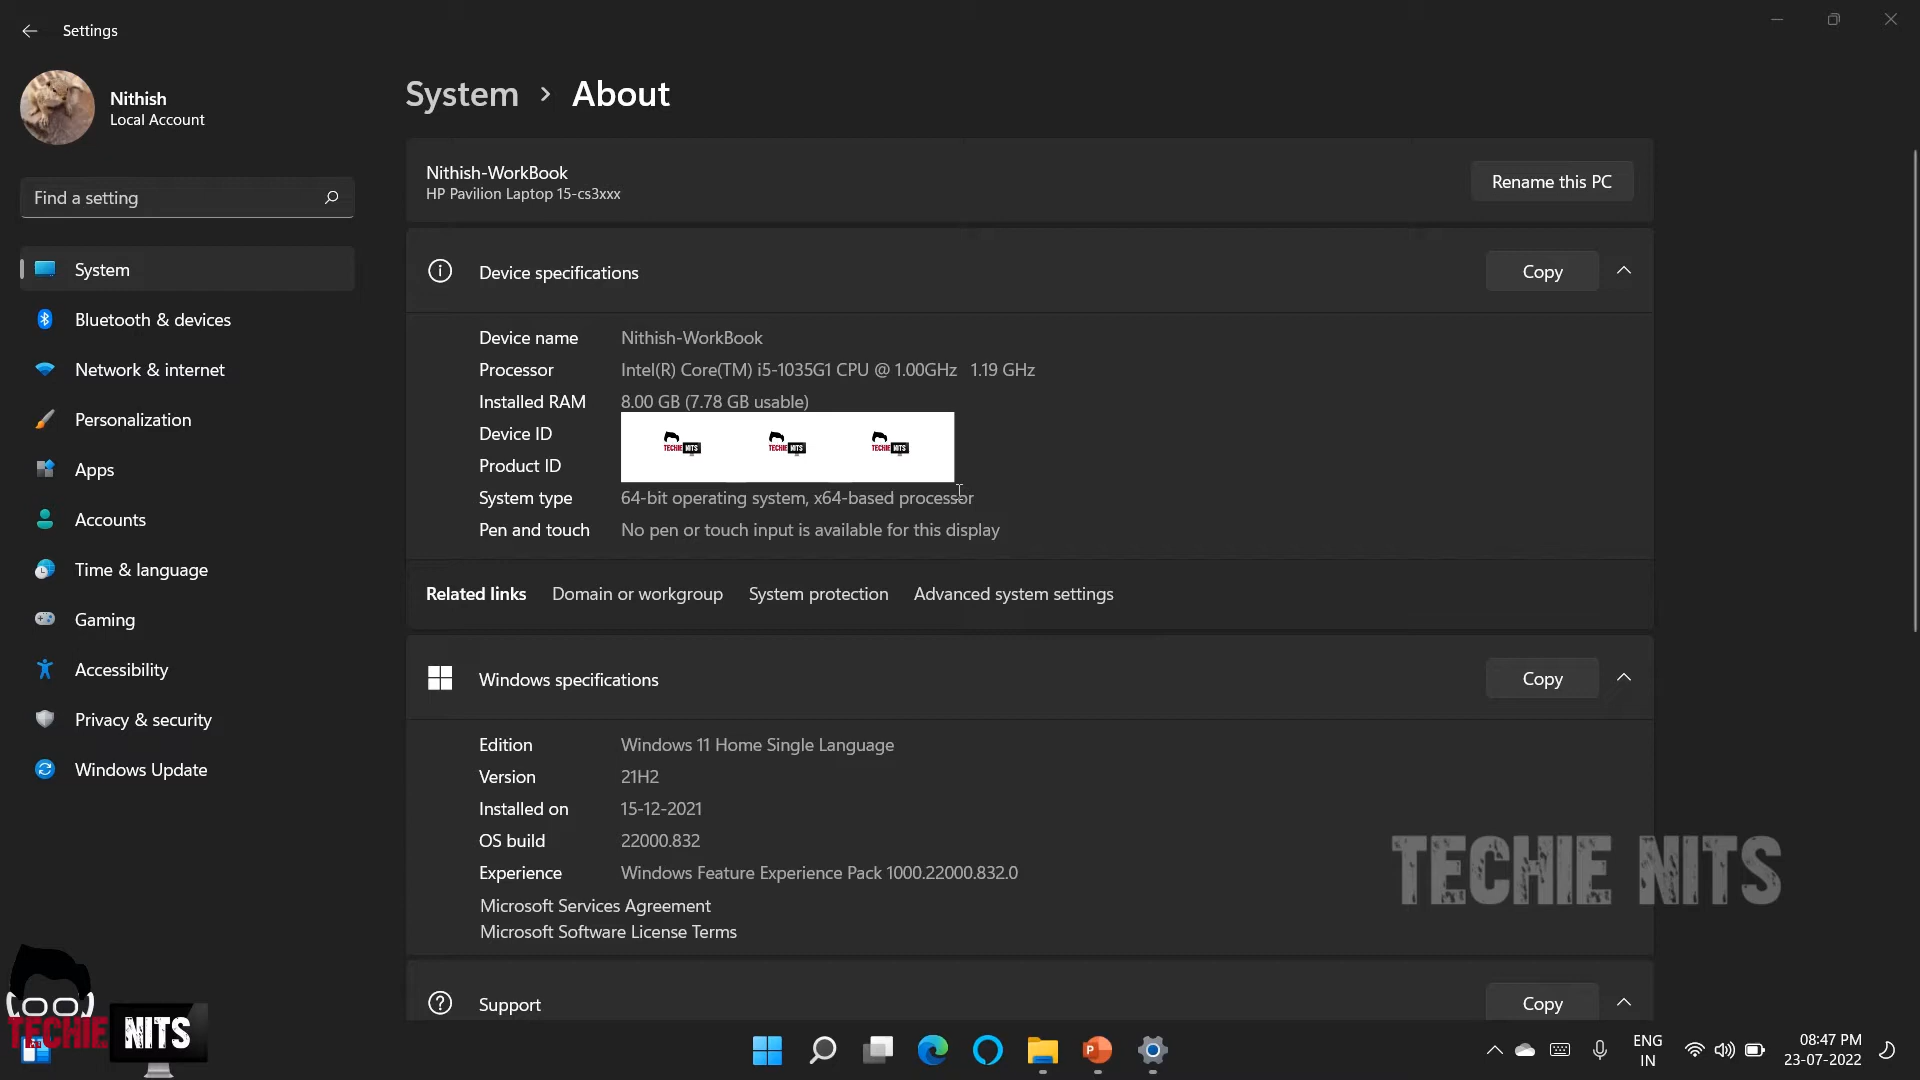 Settings
Nithish
Local Account
Find a setting
System
Bluetooth & devices
Network & internet
Personalization
Apps
Accounts
Time & language
Gaming
Accessibility
Privacy & security
Windows Update
System > About
Nithish-WorkBook
HP Pavilion Laptop 15-cs3xxx
Rename this PC
Device specifications
Copy
Device name Nithish-WorkBook
Processor Intel(R) Core(TM) i5-1035G1 CPU @ 1.00GHz 1.19 GHz
Installed RAM 8.00 GB (7.78 GB usable)
Device ID
TECHIE NITS TECHIE NITS TECHIE NITS
Product ID
System type 64-bit operating system, x64-based processor
Pen and touch No pen or touch input is available for this display
Related links Domain or workgroup System protection Advanced system settings
Windows specifications
Copy
Edition Windows 11 Home Single Language
Version 21H2
Installed on 15-12-2021
OS build 22000.832
Experience Windows Feature Experience Pack 1000.22000.832.0
Microsoft Services Agreement
Microsoft Software License Terms
TECHIE NITS
Support
Copy
TECHIE NITS
P
ENG
IN
08:47 PM
23-07-2022